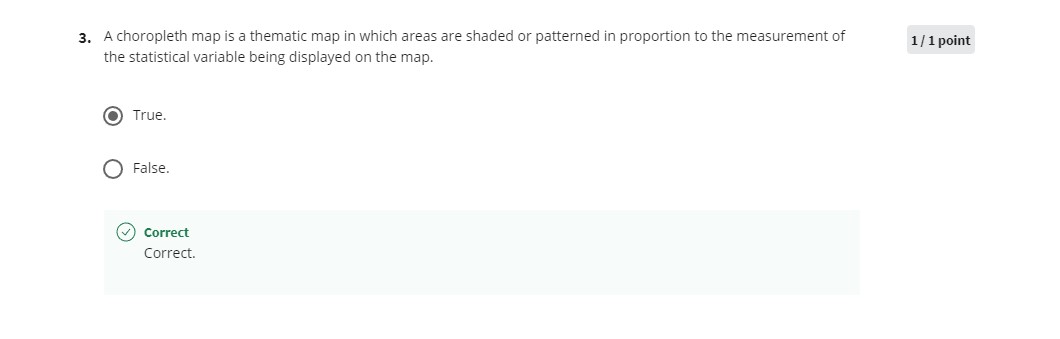 3. A choropleth map is a thematic map in which areas are shaded or patterned in proportion to the measurement of
the statistical variable being displayed on the map.
1 / 1 point
True.
False.
Correct
Correct.